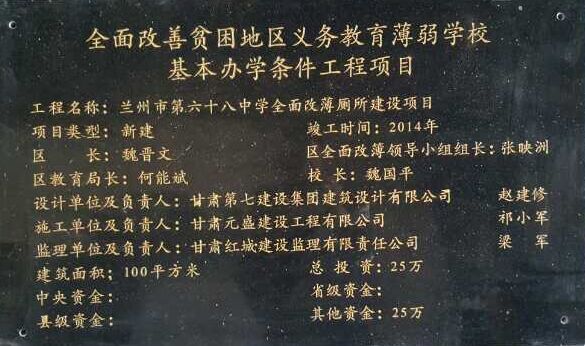 全面改善贫困地区义务教育薄弱学校
基本办学条件工程项目
工程名称：兰州市第六十八中学全面改薄厕所建设项目
项目类型：新建 竣工时间：2014年
区 长：魏晋文 区全面改薄领导小组组长：张映洲
区教育局长：何能斌 校 长：魏国平
设计单位及负责人：甘肃第七建设集团建筑设计有限公司 赵建修
施工单位及负责人：甘肃元盛建设工程有限公司 祁小军
监理单位及负责人：甘肃红城建设监理有限责任公司 梁 军
建筑面积：100平方米 总 投 资：25万
中央资金： 省级资金：
县级资金： 其他资金：25万